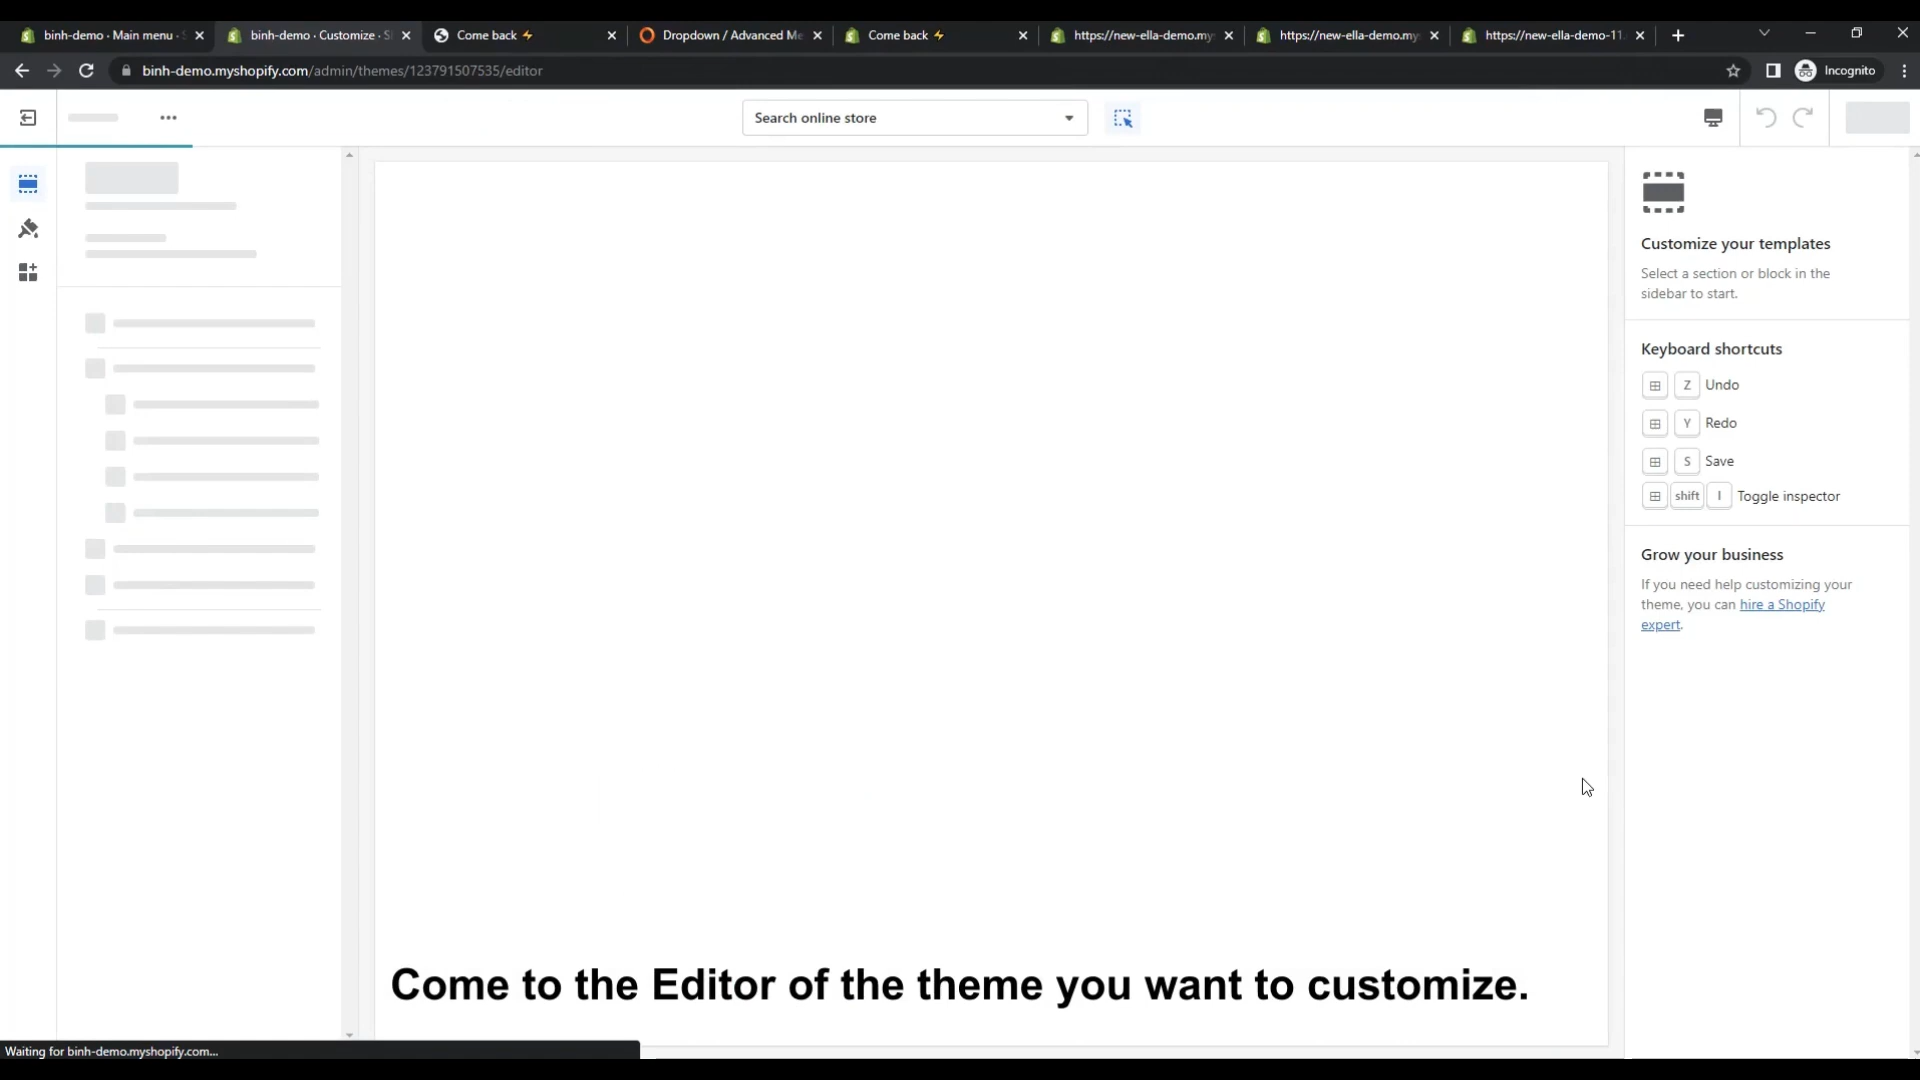 binh-demo · Main menu · S
binh-demo · Customize · S
Come back ⚡
Dropdown / Advanced Me
Come back ⚡
https://new-ella-demo.my
https://new-ella-demo.my
https://new-ella-demo-11.
binh-demo.myshopify.com/admin/themes/123791507535/editor
Incognito
Search online store
Customize your templates
Select a section or block in the
sidebar to start.
Keyboard shortcuts
Z Undo
Y Redo
S Save
shift I Toggle inspector
Grow your business
If you need help customizing your
theme, you can hire a Shopify
expert.
Come to the Editor of the theme you want to customize.
Waiting for binh-demo.myshopify.com...